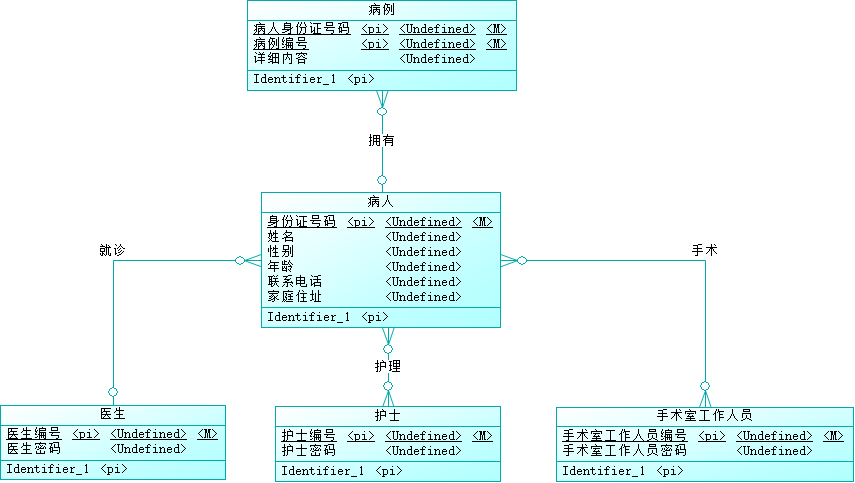 病例
病人身份证号码 <pi> <Undefined> <M>
病例编号 <pi> <Undefined> <M>
详细内容 <Undefined>
Identifier_1 <pi>
拥有
病人
身份证号码 <pi> <Undefined> <M>
姓名 <Undefined>
性别 <Undefined>
年龄 <Undefined>
联系电话 <Undefined>
家庭住址 <Undefined>
Identifier_1 <pi>
就诊
手术
护理
医生
医生编号 <pi> <Undefined> <M>
医生密码 <Undefined>
Identifier_1 <pi>
护士
护士编号 <pi> <Undefined> <M>
护士密码 <Undefined>
Identifier_1 <pi>
手术室工作人员
手术室工作人员编号 <pi> <Undefined> <M>
手术室工作人员密码 <Undefined>
Identifier_1 <pi>